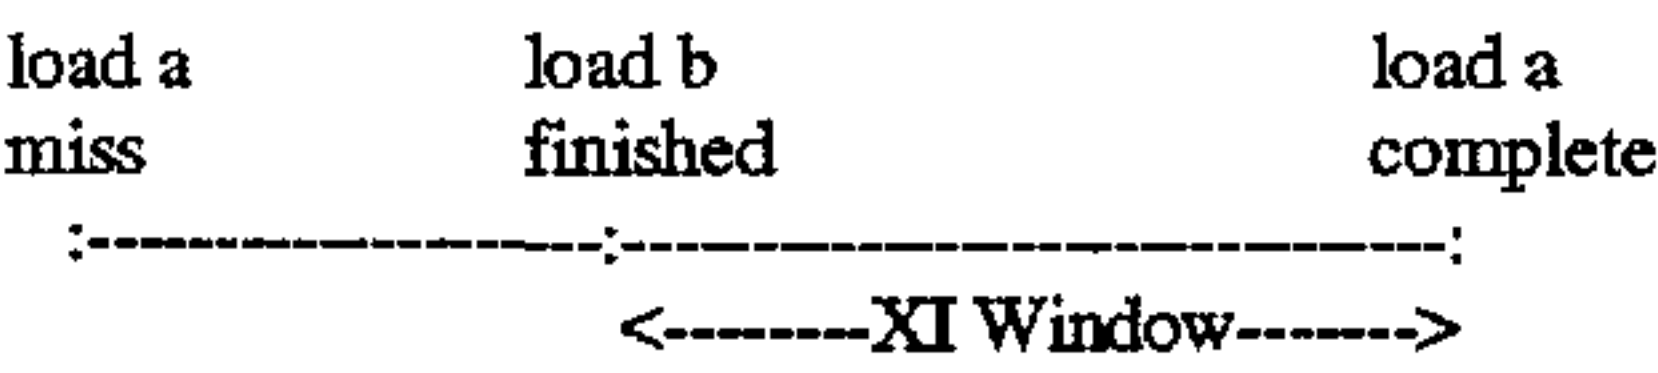 load a load b load a
miss finished complete
:--------------------:--------------------------------:
<--------XI Window------->